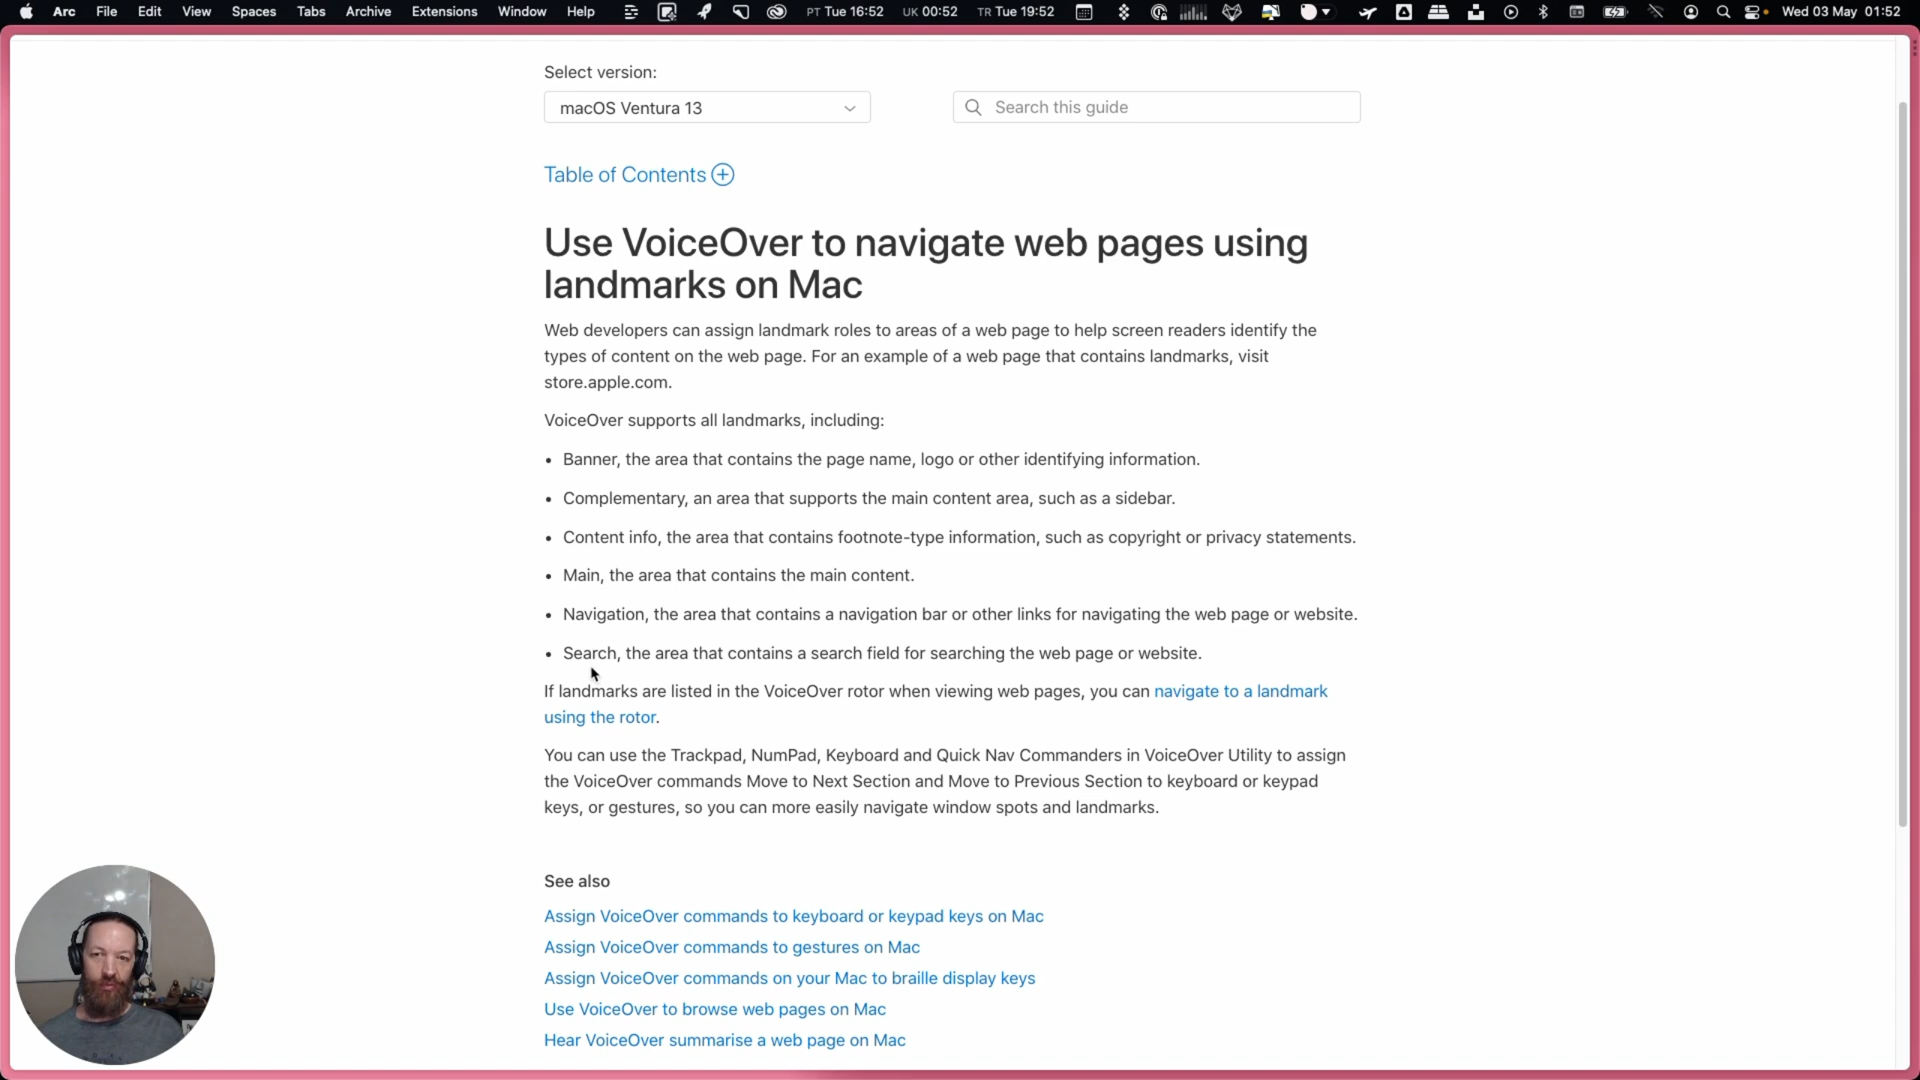 Arc File Edit View Spaces Tabs Archive Extensions Window Help PT Tue 16:52 UK 00:52 TR Tue 19:52 Wed 03 May 01:52
Select version:
macOS Ventura 13
Search this guide
Table of Contents
Use VoiceOver to navigate web pages using
landmarks on Mac
Web developers can assign landmark roles to areas of a web page to help screen readers identify the
types of content on the web page. For an example of a web page that contains landmarks, visit
store.apple.com.
VoiceOver supports all landmarks, including:
• Banner, the area that contains the page name, logo or other identifying information.
• Complementary, an area that supports the main content area, such as a sidebar.
• Content info, the area that contains footnote-type information, such as copyright or privacy statements.
• Main, the area that contains the main content.
• Navigation, the area that contains a navigation bar or other links for navigating the web page or website.
• Search, the area that contains a search field for searching the web page or website.
If landmarks are listed in the VoiceOver rotor when viewing web pages, you can navigate to a landmark
using the rotor.
You can use the Trackpad, NumPad, Keyboard and Quick Nav Commanders in VoiceOver Utility to assign
the VoiceOver commands Move to Next Section and Move to Previous Section to keyboard or keypad
keys, or gestures, so you can more easily navigate window spots and landmarks.
See also
Assign VoiceOver commands to keyboard or keypad keys on Mac
Assign VoiceOver commands to gestures on Mac
Assign VoiceOver commands on your Mac to braille display keys
Use VoiceOver to browse web pages on Mac
Hear VoiceOver summarise a web page on Mac